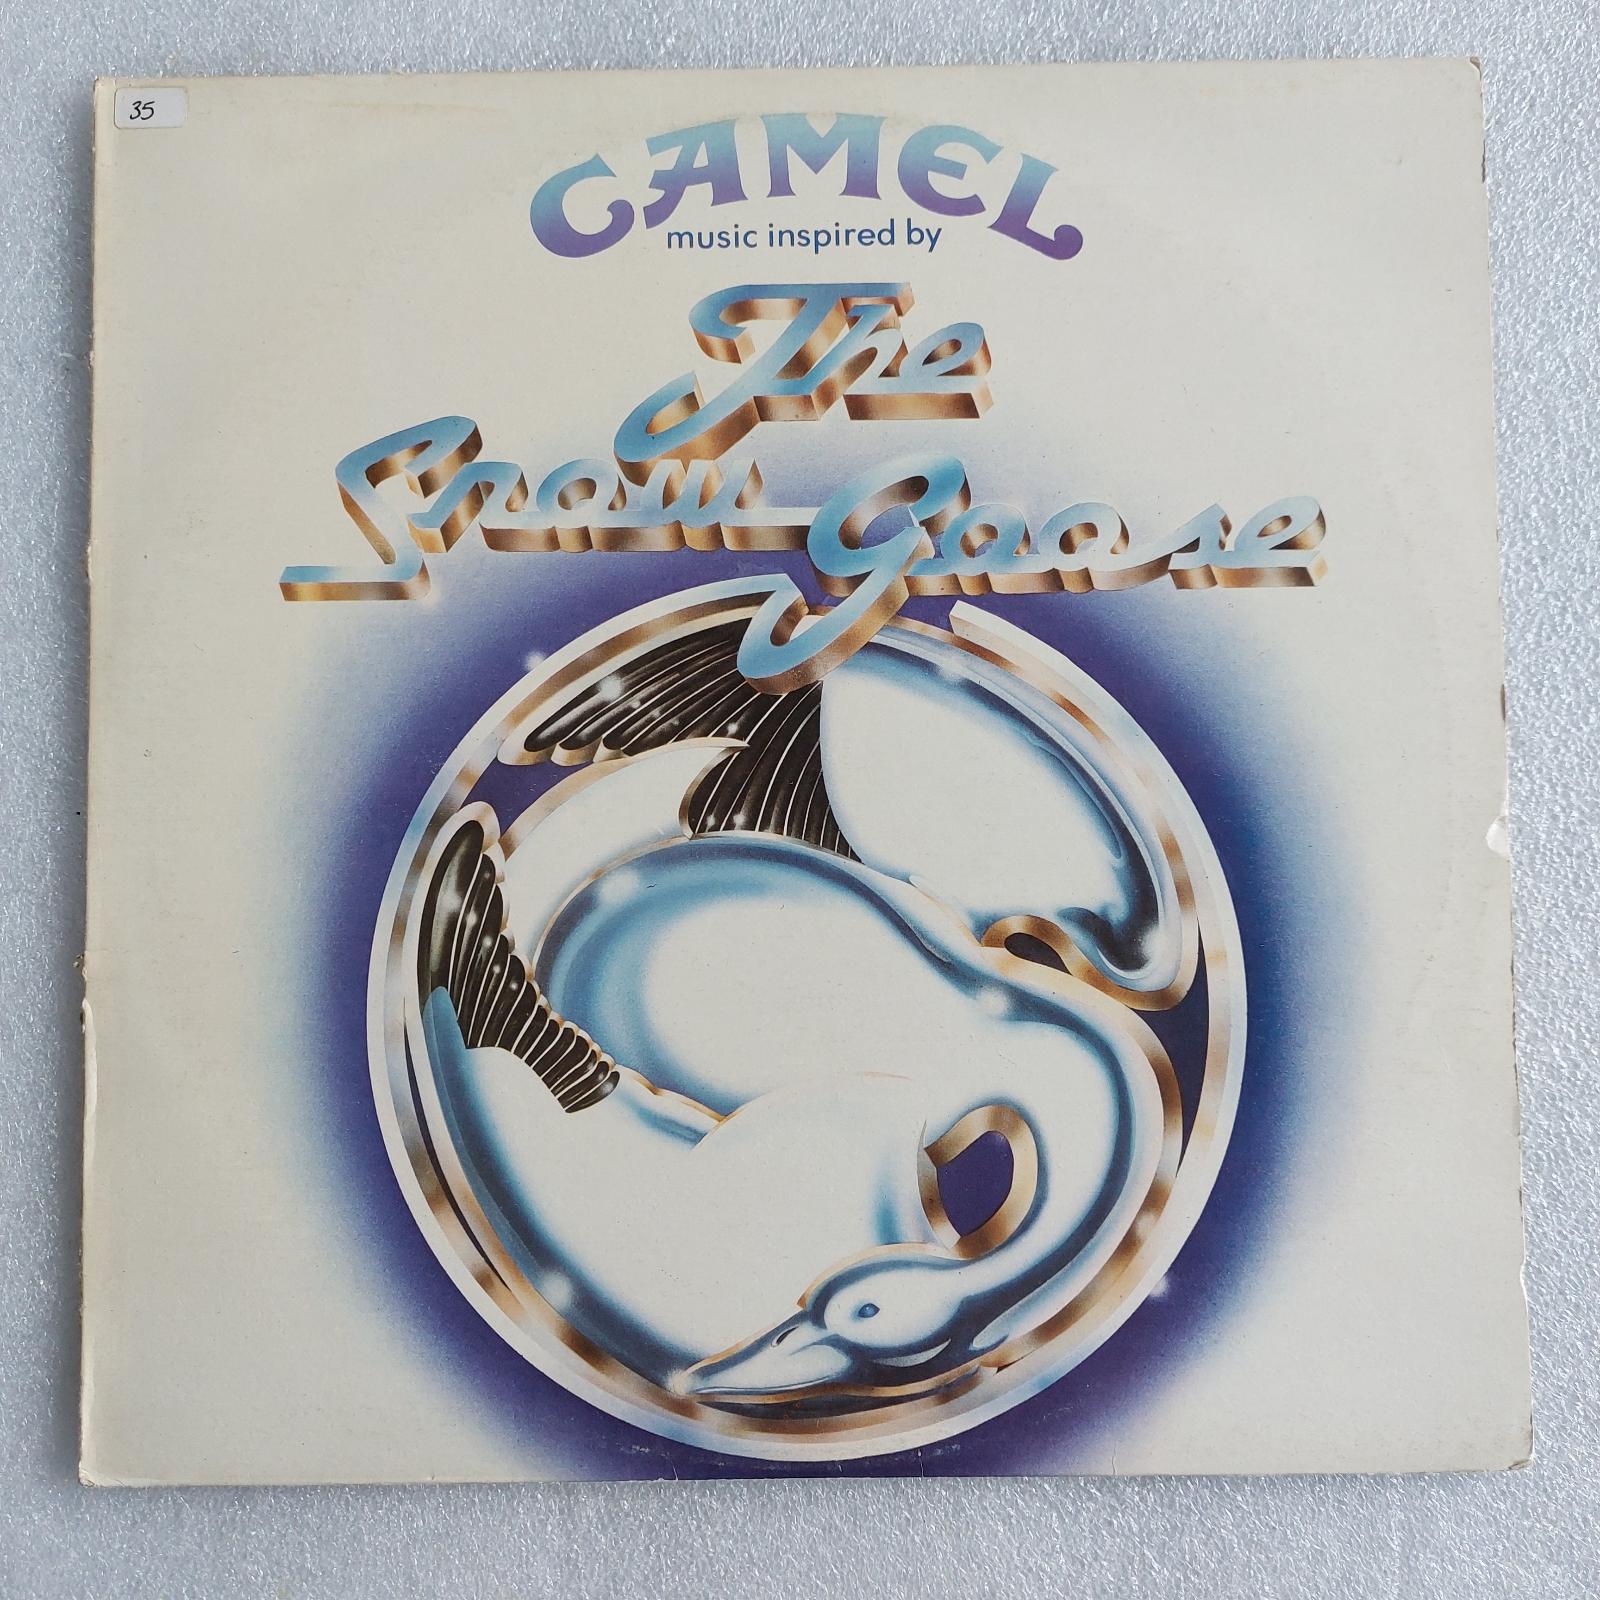 35
CAMEL
music inspired by
The
Snow Goose